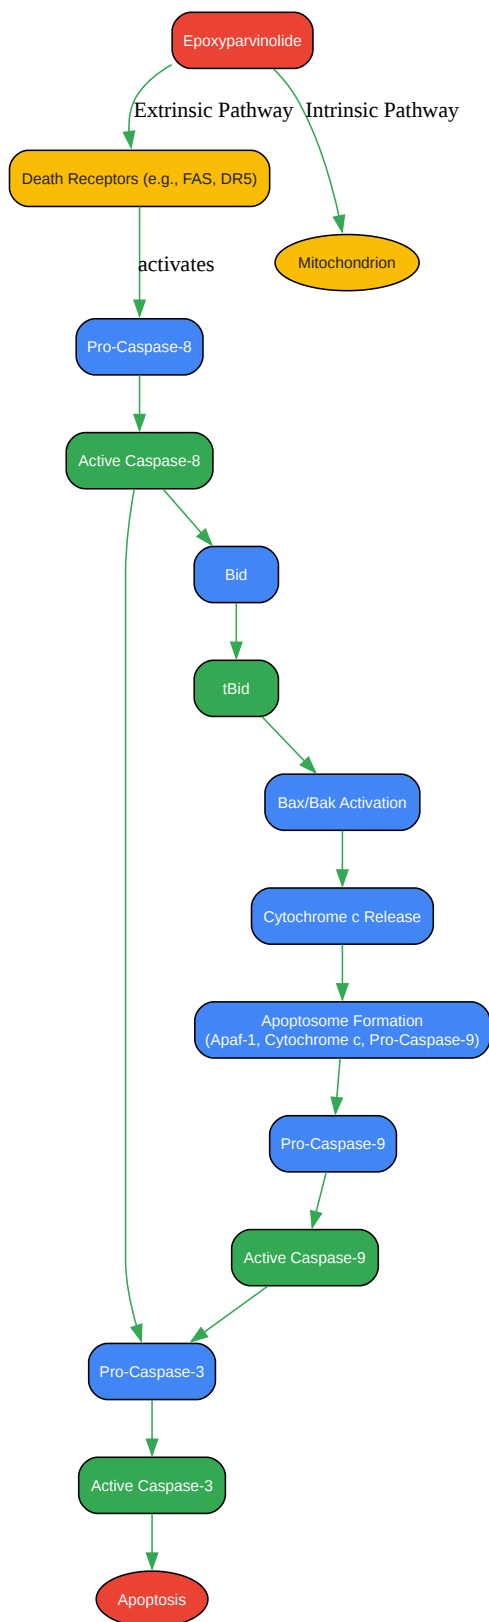 Epoxyparvinolide
Extrinsic Pathway
Intrinsic Pathway
Death Receptors (e.g., FAS, DR5)
activates
Mitochondrion
Pro-Caspase-8
Active Caspase-8
Bid
tBid
Bax/Bak Activation
Cytochrome c Release
Apoptosome Formation
(Apaf-1, Cytochrome c, Pro-Caspase-9)
Pro-Caspase-9
Active Caspase-9
Pro-Caspase-3
Active Caspase-3
Apoptosis